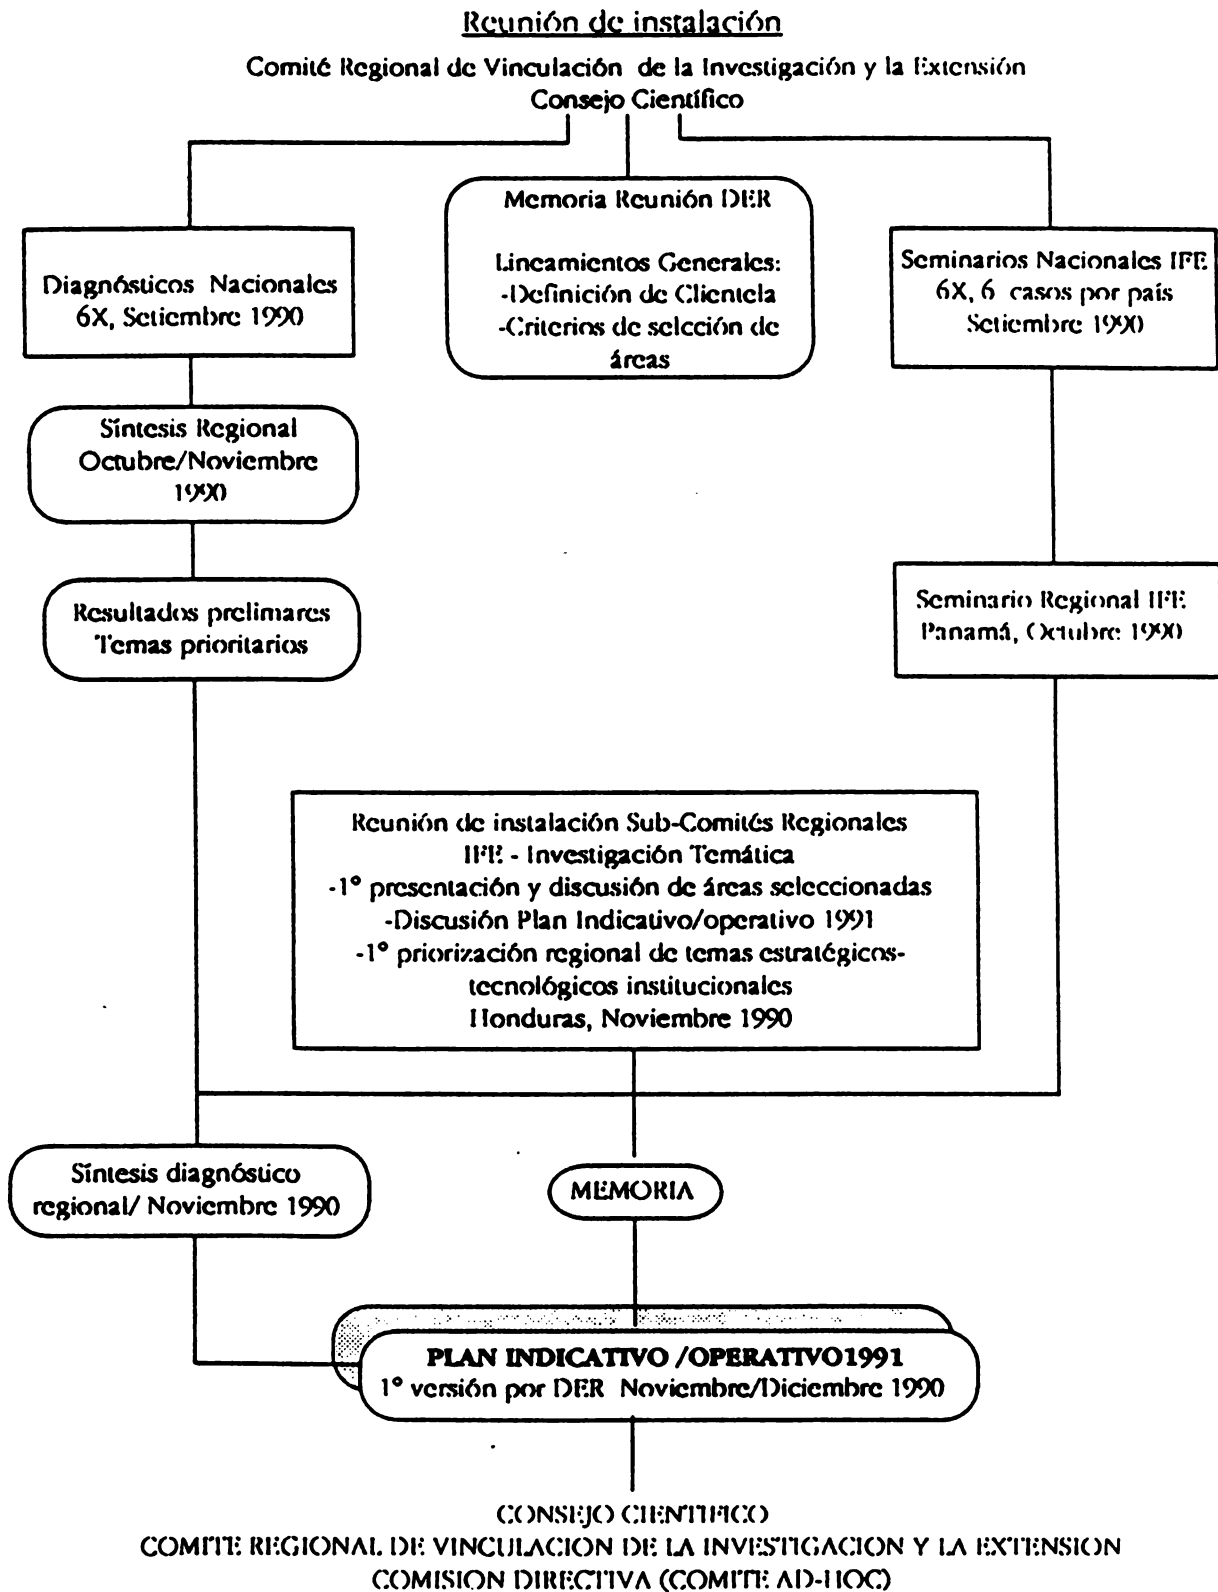 Reunión de instalación
Comité Regional de Vinculación de la Investigación y la Extensión
Consejo Científico
Memoria Reunión DER
Lineamientos Generales:
-Definición de Clientela
-Criterios de selección de
áreas
Diagnósticos Nacionales
6X, Setiembre 1990
Seminarios Nacionales IFE
6X, 6 casos por país
Setiembre 1990
Síntesis Regional
Octubre/Noviembre
1990
Resultados prelimares
Temas prioritarios
Seminario Regional IFE
Panamá, Octubre 1990
Reunión de instalación Sub-Comités Regionales
IFE - Investigación Temática
-1° presentación y discusión de áreas seleccionadas
-Discusión Plan Indicativo/operativo 1991
-1° priorización regional de temas estratégicos-
tecnológicos institucionales
Honduras, Noviembre 1990
Síntesis diagnóstico
regional/ Noviembre 1990
MEMORIA
PLAN INDICATIVO /OPERATIVO1991
1° versión por DER Noviembre/Diciembre 1990
CONSEJO CIENTIFICO
COMITE REGIONAL DE VINCULACION DE LA INVESTIGACION Y LA EXTENSION
COMISION DIRECTIVA (COMITE AD-HOC)